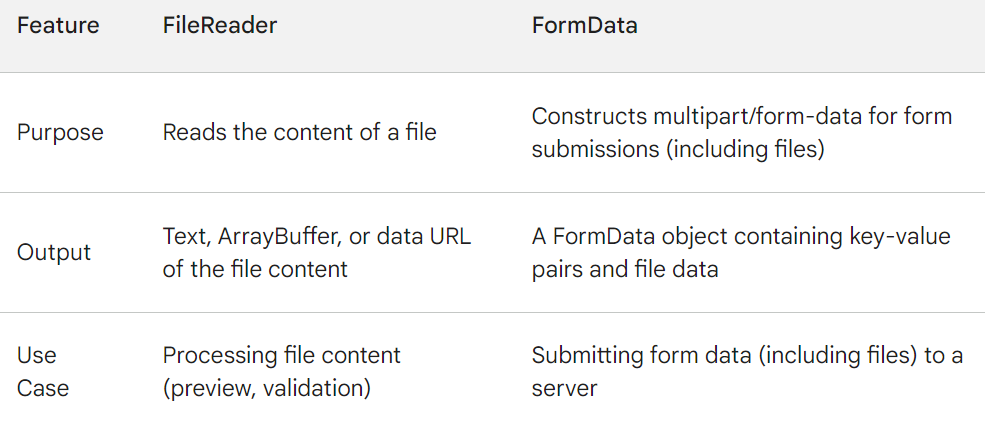 Feature FileReader FormData
Purpose Reads the content of a file Constructs multipart/form-data for form
submissions (including files)
Output Text, ArrayBuffer, or data URL
of the file content A FormData object containing key-value
pairs and file data
Use
Case Processing file content
(preview, validation) Submitting form data (including files) to a
server